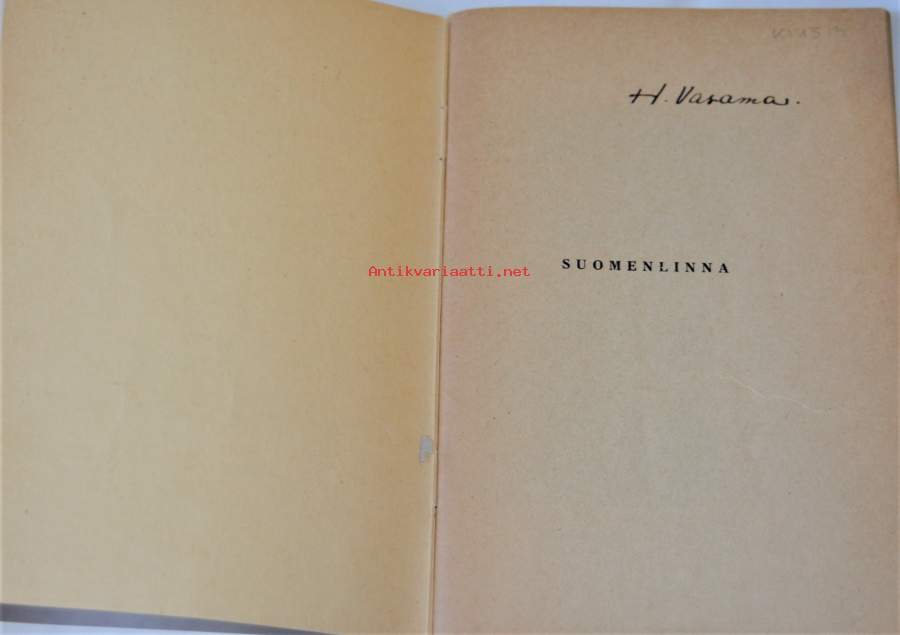 H. Varama.
SUOMENLINNA
Antikvariaatti.net